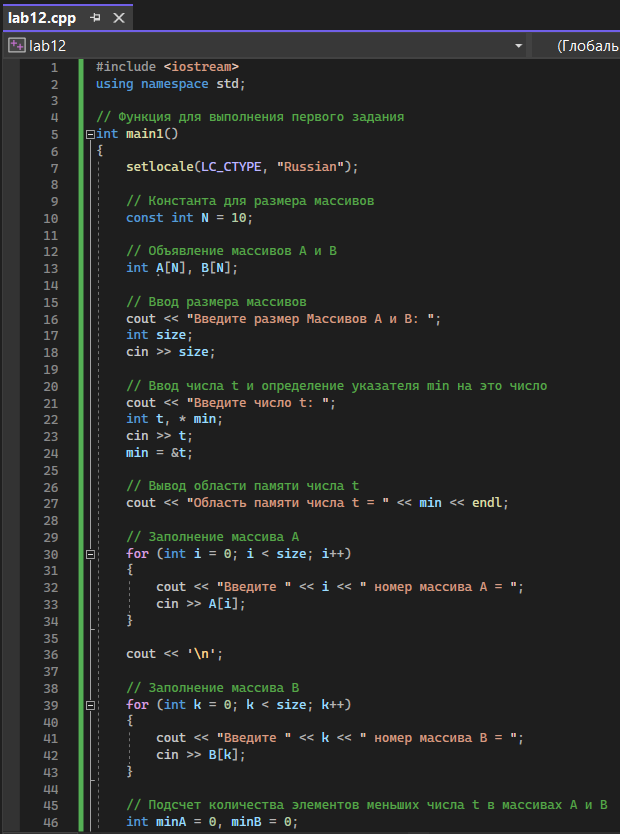 lab12.cpp
lab12 (Глобаль
1 #include <iostream>
2 using namespace std;
3
4 // Функция для выполнения первого задания
5 int main1()
6 {
7 setlocale(LC_CTYPE, "Russian");
8
9 // Константа для размера массивов
10 const int N = 10;
11
12 // Объявление массивов A и B
13 int A[N], B[N];
14
15 // Ввод размера массивов
16 cout << "Введите размер Массивов A и B: ";
17 int size;
18 cin >> size;
19
20 // Ввод числа t и определение указателя min на это число
21 cout << "Введите число t: ";
22 int t, * min;
23 cin >> t;
24 min = &t;
25
26 // Вывод области памяти числа t
27 cout << "Область памяти числа t = " << min << endl;
28
29 // Заполнение массива A
30 for (int i = 0; i < size; i++)
31 {
32 cout << "Введите " << i << " номер массива A = ";
33 cin >> A[i];
34 }
35
36 cout << '\n';
37
38 // Заполнение массива B
39 for (int k = 0; k < size; k++)
40 {
41 cout << "Введите " << k << " номер массива B = ";
42 cin >> B[k];
43 }
44
45 // Подсчет количества элементов меньших числа t в массивах A и B
46 int minA = 0, minB = 0;